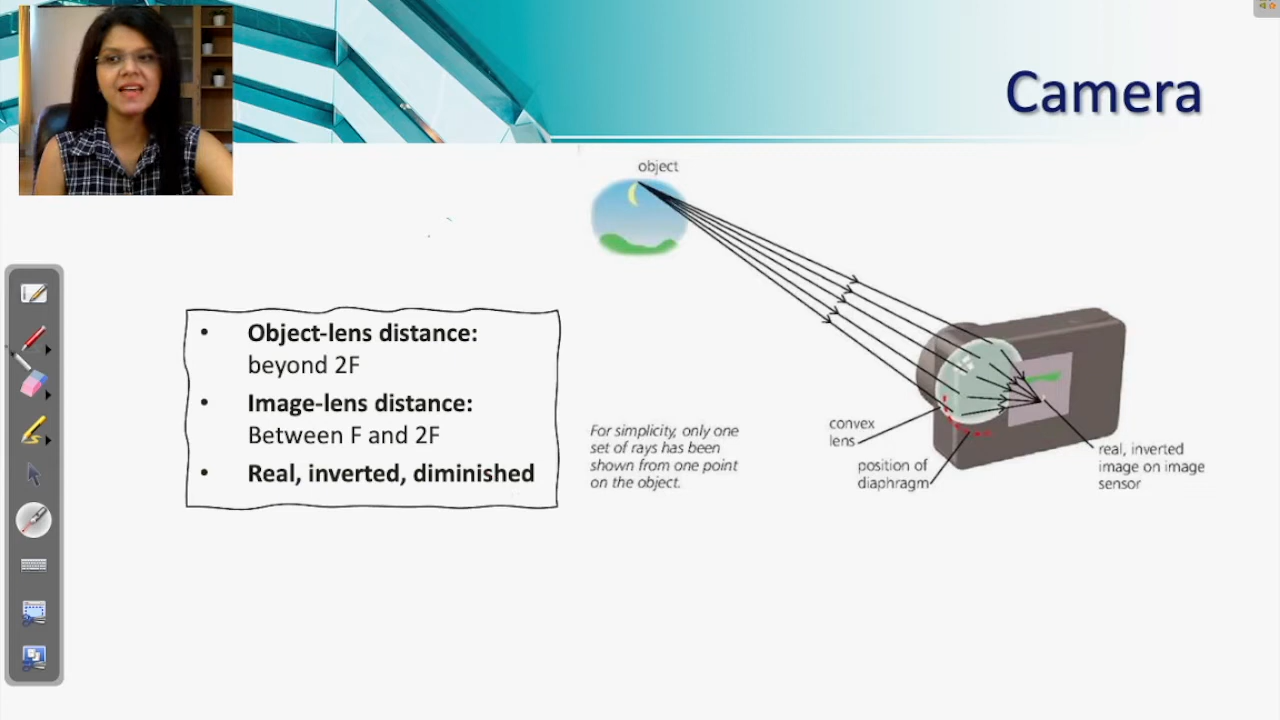 Camera
object
• Object-lens distance:
beyond 2F
• Image-lens distance:
Between F and 2F
• Real, inverted, diminished
For simplicity, only one
set of rays has been
shown from one point
on the object.
convex
lens
position of
diaphragm
real, inverted
image on image
sensor